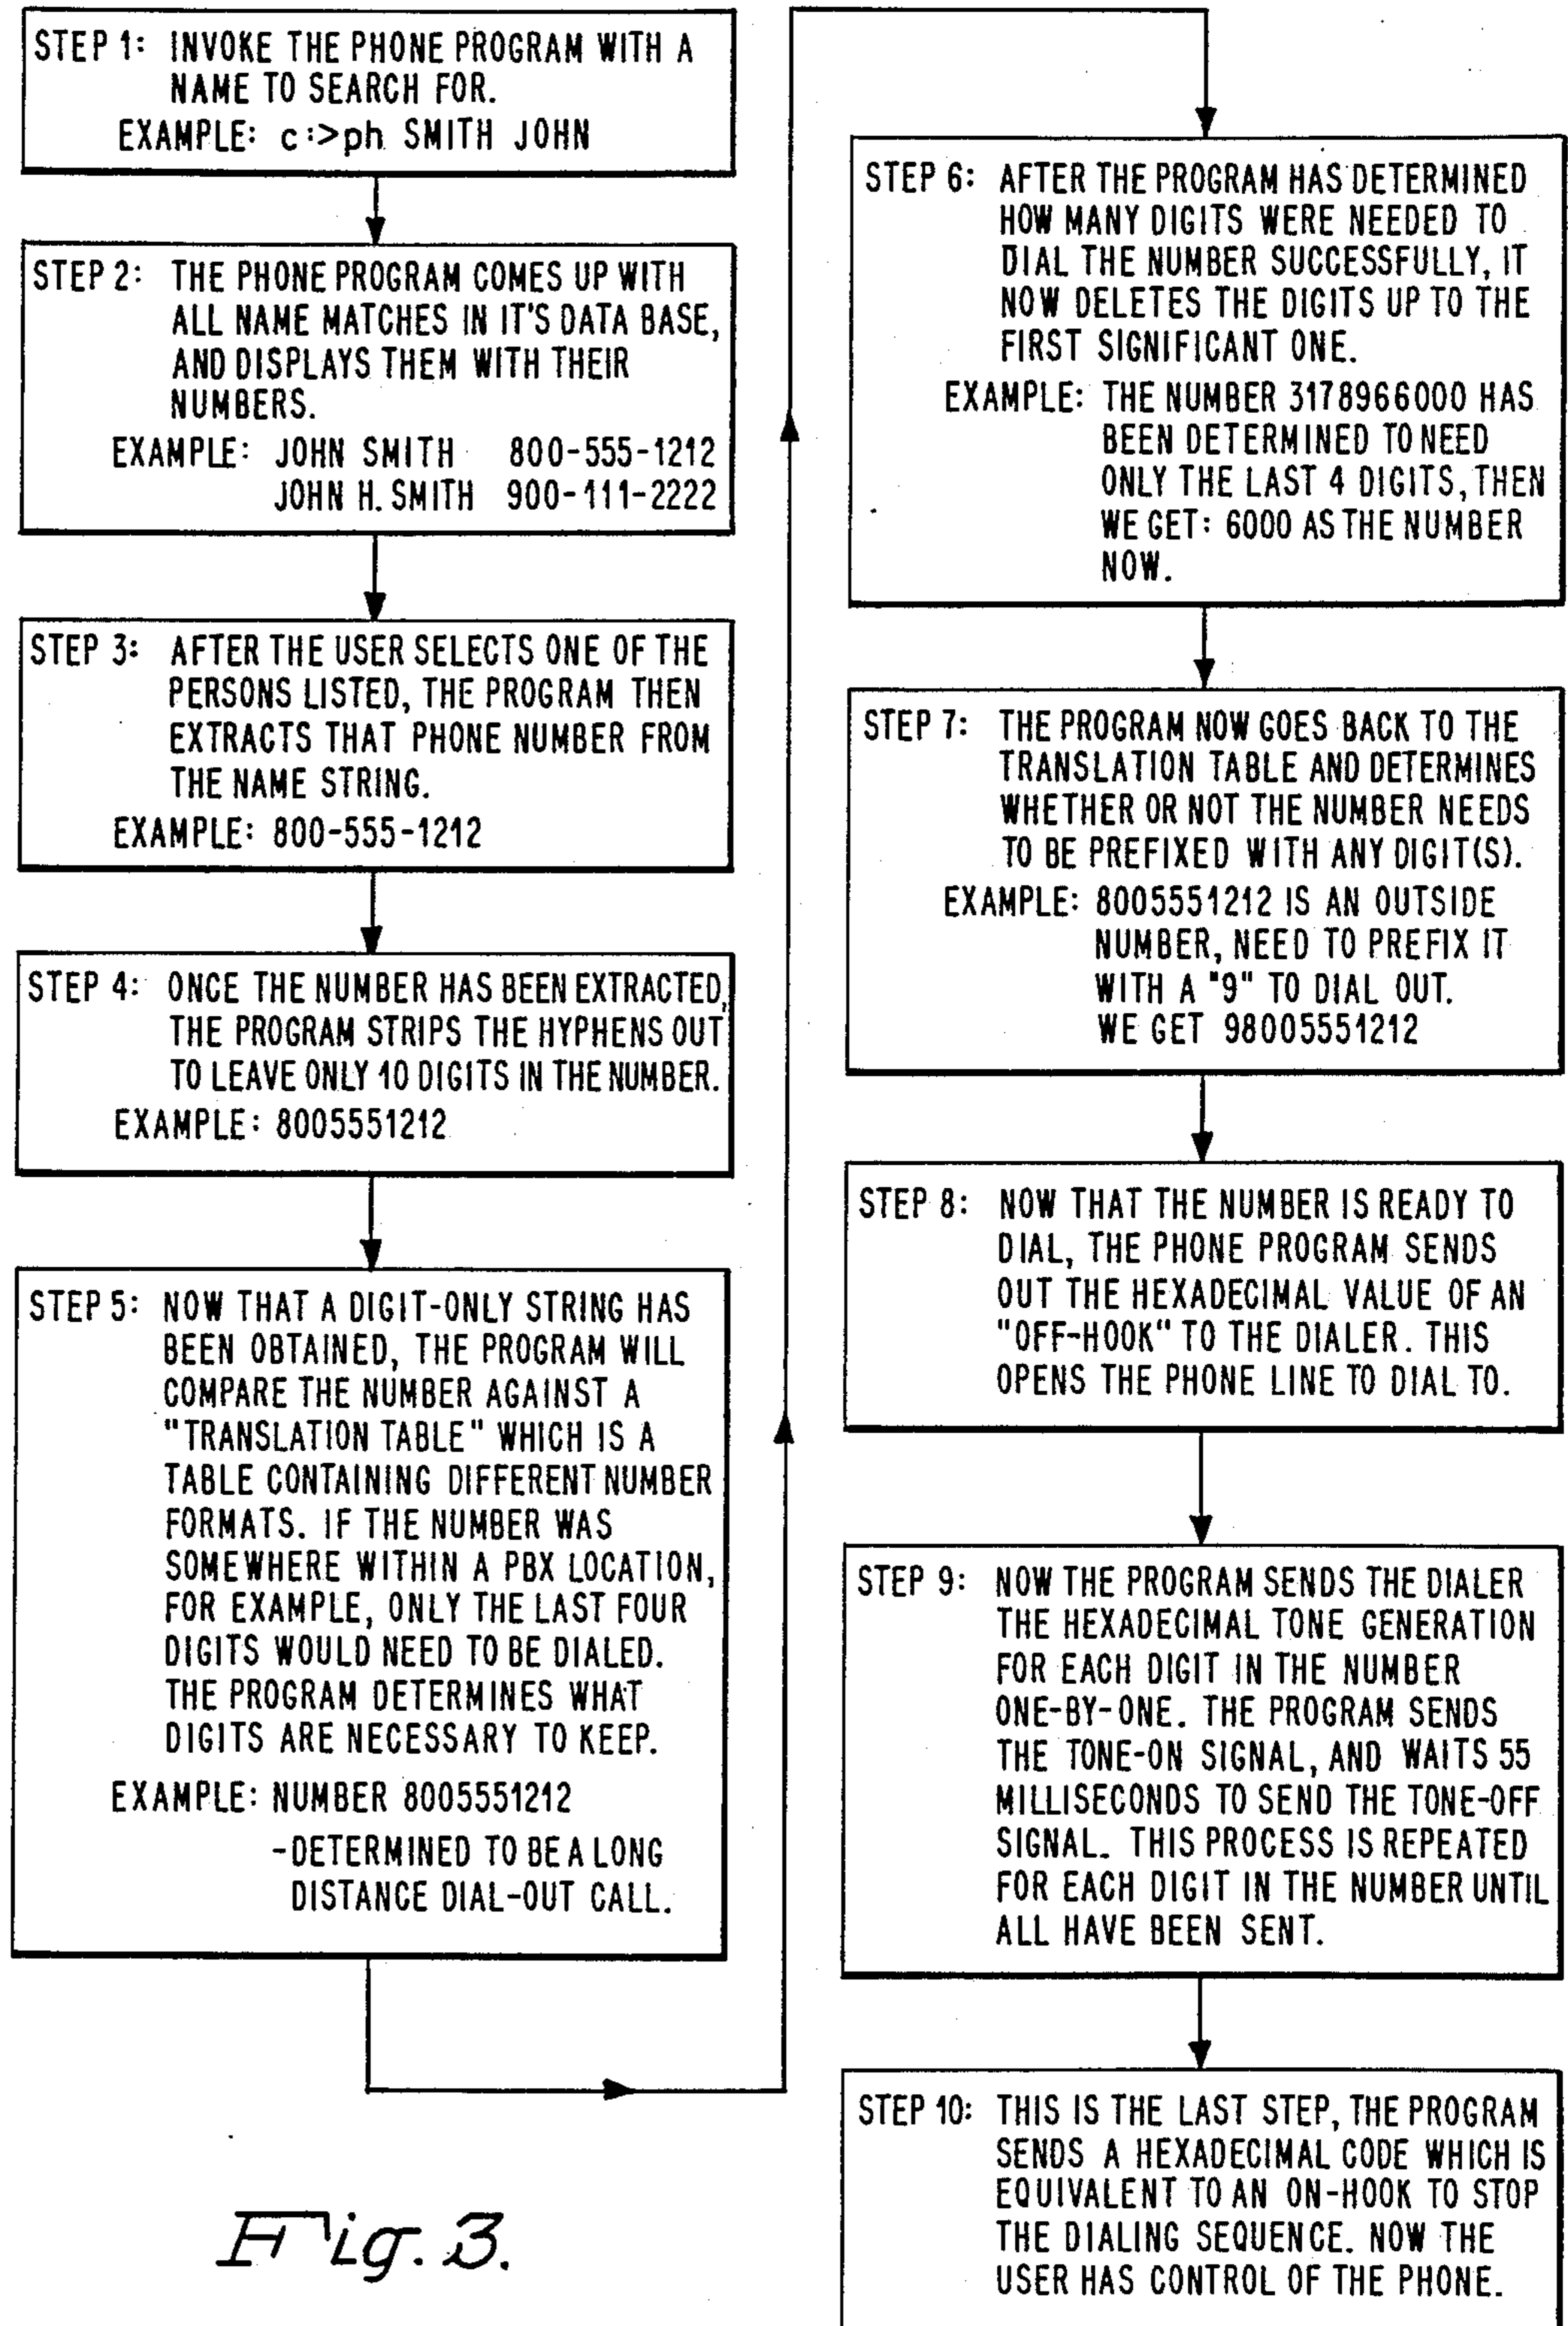 STEP 1: INVOKE THE PHONE PROGRAM WITH A
NAME TO SEARCH FOR.
EXAMPLE: c:>ph SMITH JOHN
STEP 2: THE PHONE PROGRAM COMES UP WITH
ALL NAME MATCHES IN IT'S DATA BASE,
AND DISPLAYS THEM WITH THEIR
NUMBERS.
EXAMPLE: JOHN SMITH 800-555-1212
JOHN H. SMITH 900-111-2222
STEP 3: AFTER THE USER SELECTS ONE OF THE
PERSONS LISTED, THE PROGRAM THEN
EXTRACTS THAT PHONE NUMBER FROM
THE NAME STRING.
EXAMPLE: 800-555-1212
STEP 4: ONCE THE NUMBER HAS BEEN EXTRACTED,
THE PROGRAM STRIPS THE HYPHENS OUT
TO LEAVE ONLY 10 DIGITS IN THE NUMBER.
EXAMPLE: 8005551212
STEP 5: NOW THAT A DIGIT-ONLY STRING HAS
BEEN OBTAINED, THE PROGRAM WILL
COMPARE THE NUMBER AGAINST A
"TRANSLATION TABLE" WHICH IS A
TABLE CONTAINING DIFFERENT NUMBER
FORMATS. IF THE NUMBER WAS
SOMEWHERE WITHIN A PBX LOCATION,
FOR EXAMPLE, ONLY THE LAST FOUR
DIGITS WOULD NEED TO BE DIALED.
THE PROGRAM DETERMINES WHAT
DIGITS ARE NECESSARY TO KEEP.
EXAMPLE: NUMBER 8005551212
-DETERMINED TO BE A LONG
DISTANCE DIAL-OUT CALL.
STEP 6: AFTER THE PROGRAM HAS DETERMINED
HOW MANY DIGITS WERE NEEDED TO
DIAL THE NUMBER SUCCESSFULLY, IT
NOW DELETES THE DIGITS UP TO THE
FIRST SIGNIFICANT ONE.
EXAMPLE: THE NUMBER 3178966000 HAS
BEEN DETERMINED TO NEED
ONLY THE LAST 4 DIGITS, THEN
WE GET: 6000 AS THE NUMBER
NOW.
STEP 7: THE PROGRAM NOW GOES BACK TO THE
TRANSLATION TABLE AND DETERMINES
WHETHER OR NOT THE NUMBER NEEDS
TO BE PREFIXED WITH ANY DIGIT(S).
EXAMPLE: 8005551212 IS AN OUTSIDE
NUMBER, NEED TO PREFIX IT
WITH A "9" TO DIAL OUT.
WE GET 98005551212
STEP 8: NOW THAT THE NUMBER IS READY TO
DIAL, THE PHONE PROGRAM SENDS
OUT THE HEXADECIMAL VALUE OF AN
"OFF-HOOK" TO THE DIALER. THIS
OPENS THE PHONE LINE TO DIAL TO.
STEP 9: NOW THE PROGRAM SENDS THE DIALER
THE HEXADECIMAL TONE GENERATION
FOR EACH DIGIT IN THE NUMBER
ONE-BY-ONE. THE PROGRAM SENDS
THE TONE-ON SIGNAL, AND WAITS 55
MILLISECONDS TO SEND THE TONE-OFF
SIGNAL. THIS PROCESS IS REPEATED
FOR EACH DIGIT IN THE NUMBER UNTIL
ALL HAVE BEEN SENT.
STEP 10: THIS IS THE LAST STEP, THE PROGRAM
SENDS A HEXADECIMAL CODE WHICH IS
EQUIVALENT TO AN ON-HOOK TO STOP
THE DIALING SEQUENCE. NOW THE
USER HAS CONTROL OF THE PHONE.
Fig. 3.